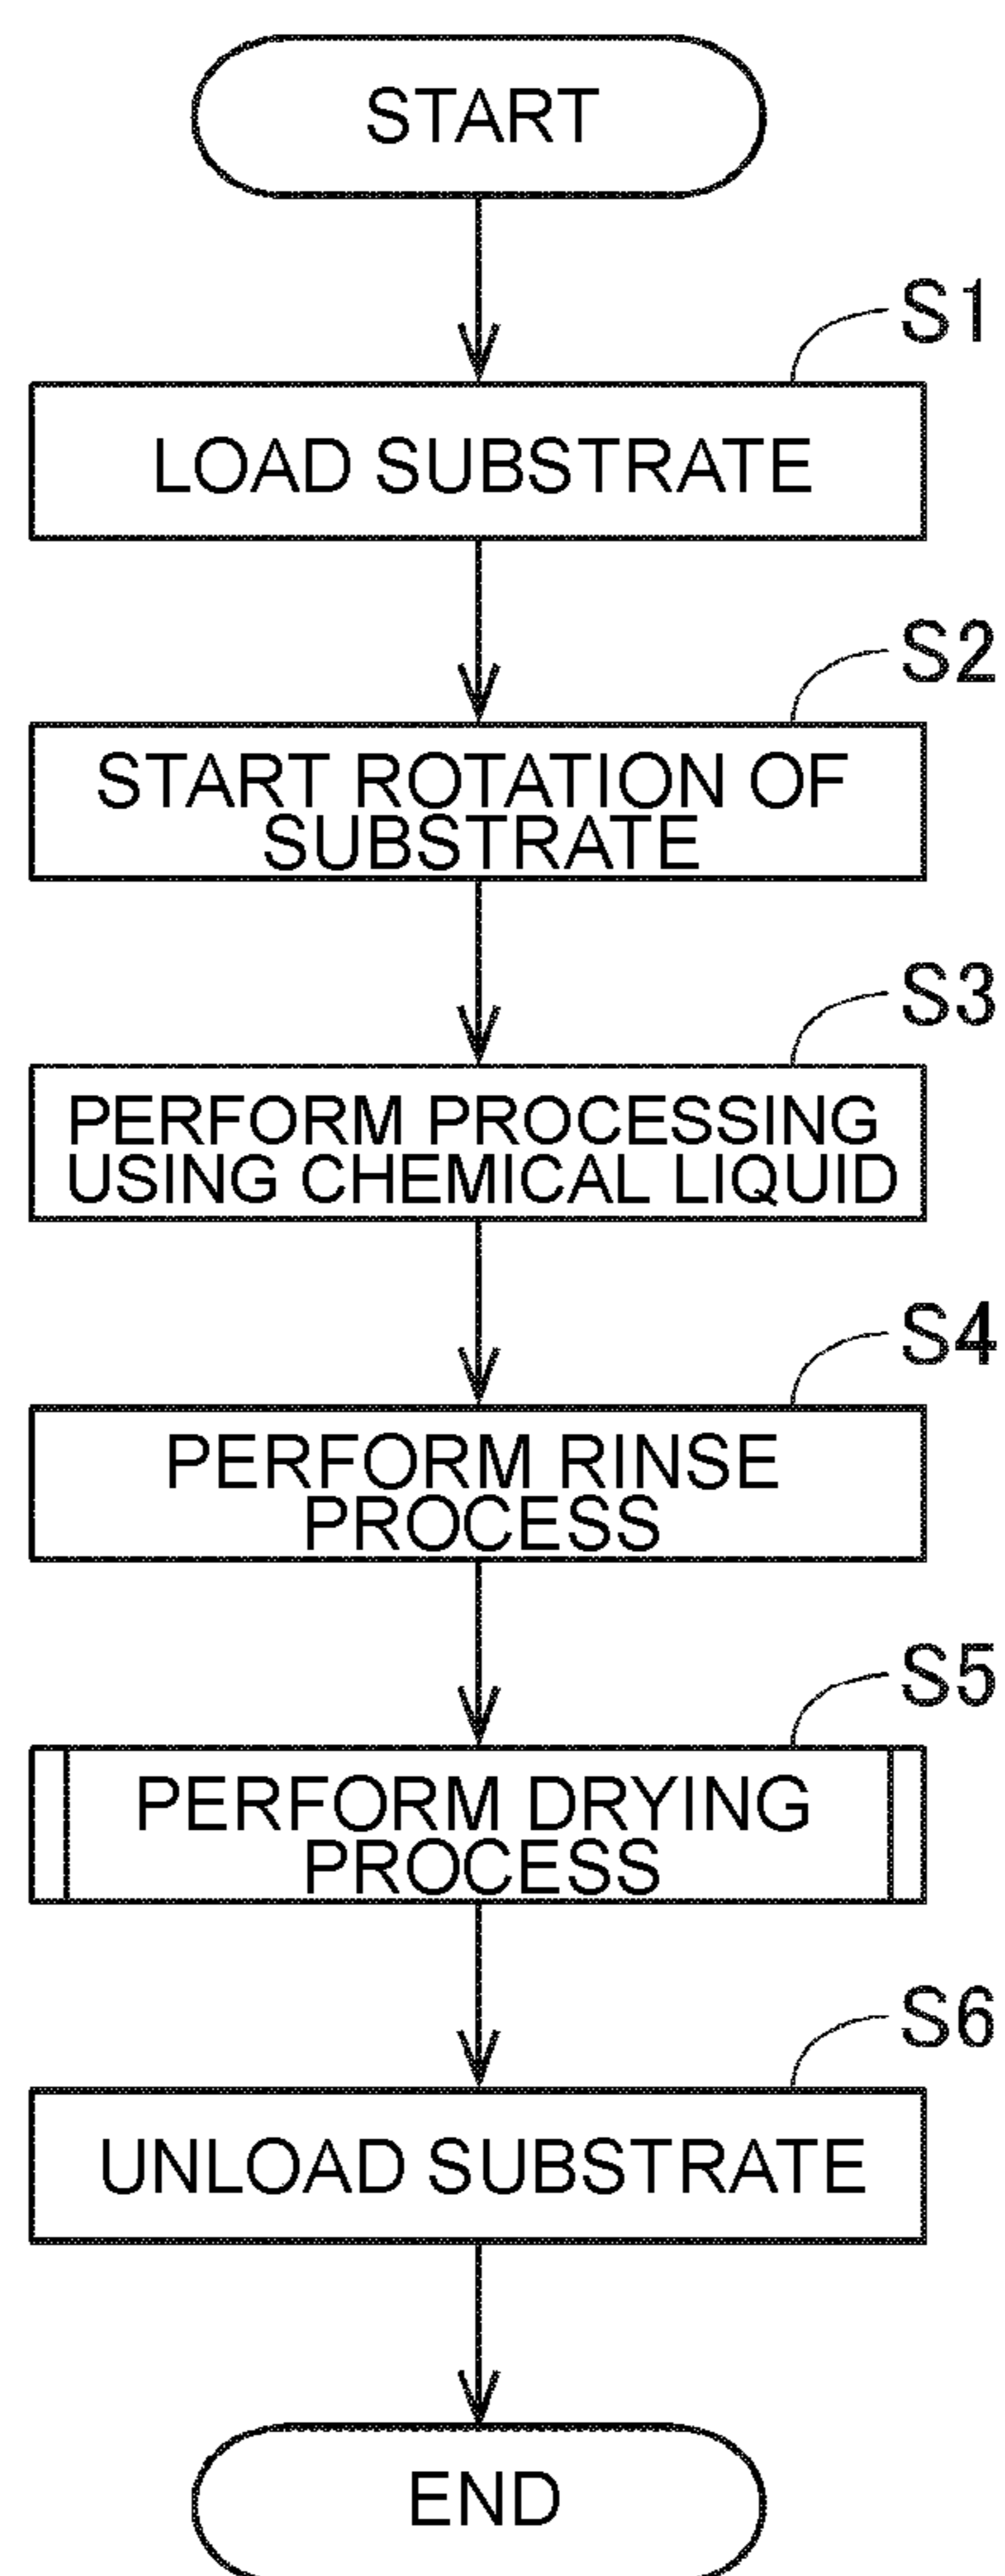 START
S1
LOAD SUBSTRATE
S2
START ROTATION OF
SUBSTRATE
S3
PERFORM PROCESSING
USING CHEMICAL LIQUID
S4
PERFORM RINSE
PROCESS
S5
PERFORM DRYING
PROCESS
S6
UNLOAD SUBSTRATE
END